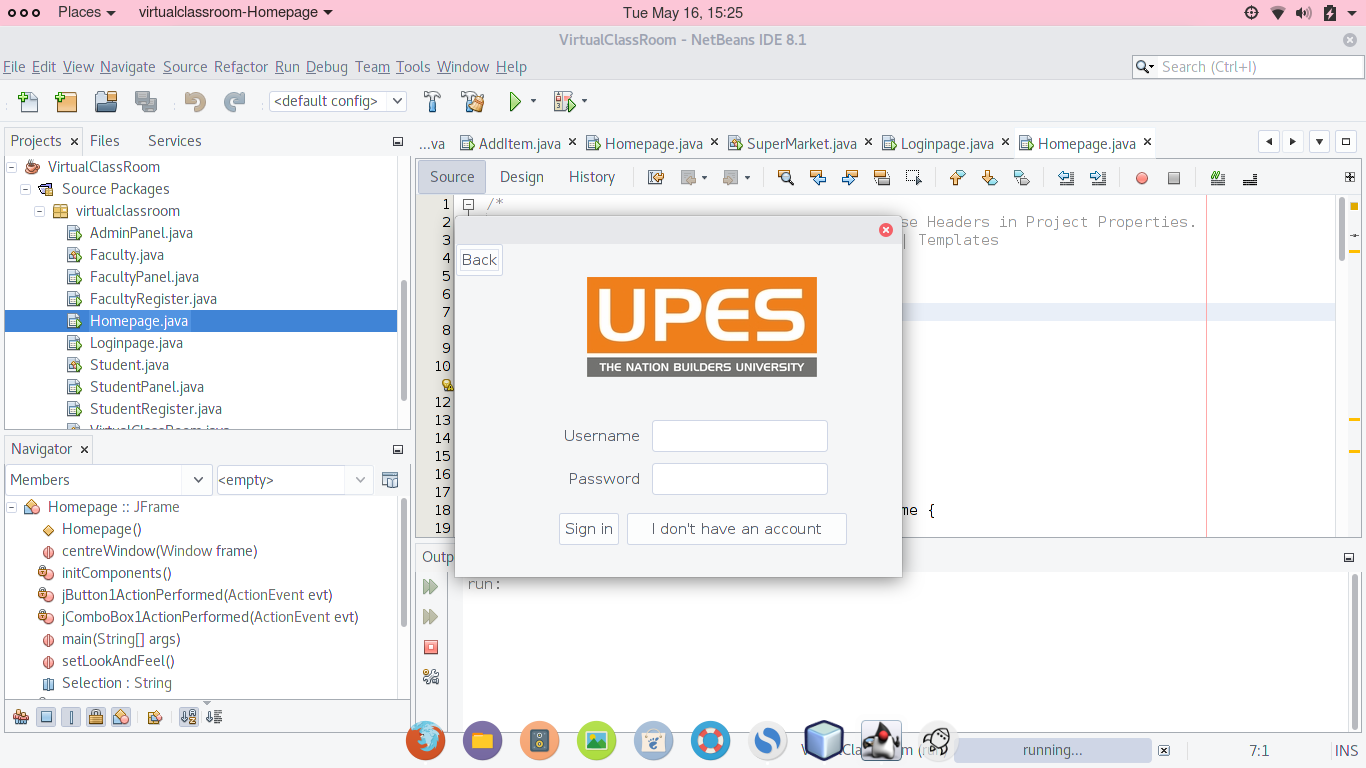 Places
virtualclassroom-Homepage
Tue May 16, 15:25
VirtualClassRoom - NetBeans IDE 8.1
File Edit View Navigate Source Refactor Run Debug Team Tools Window Help
Search (Ctrl+I)
<default config>
Projects Files Services
VirtualClassRoom
Source Packages
virtualclassroom
AdminPanel.java
Faculty.java
FacultyPanel.java
FacultyRegister.java
Homepage.java
Loginpage.java
Student.java
StudentPanel.java
StudentRegister.java
VirtualClassRoom.java
Navigator
Members
<empty>
Homepage :: JFrame
Homepage()
centreWindow(Window frame)
initComponents()
jButton1ActionPerformed(ActionEvent evt)
jComboBox1ActionPerformed(ActionEvent evt)
main(String[] args)
setLookAndFeel()
Selection : String
...va AddItem.java Homepage.java SuperMarket.java Loginpage.java Homepage.java
Source Design History
1 /*
2 se Headers in Project Properties.
3 | Templates
4
5
6
7
8
9
10
12
13
14
15
16
17
18 me {
19
Back
UPES
THE NATION BUILDERS UNIVERSITY
Username
Password
Sign in
I don't have an account
Outp
run:
running...
7:1
INS